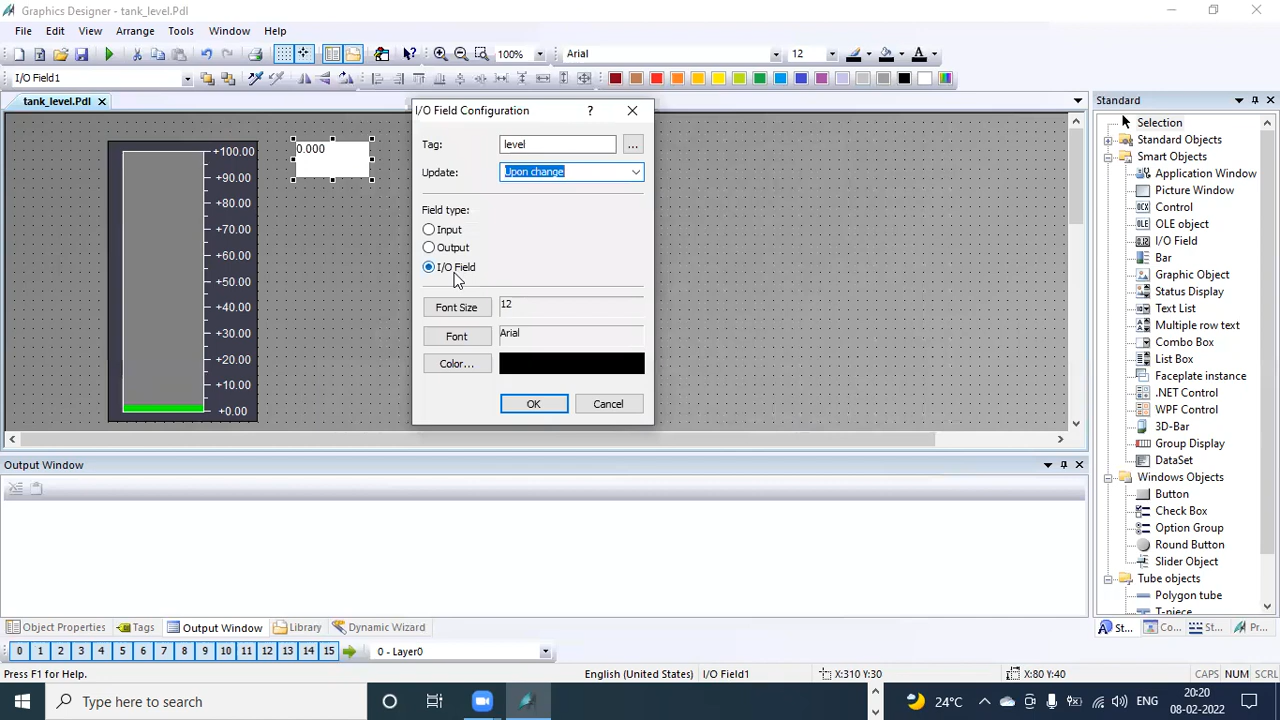 Graphics Designer - tank_level.Pdl
File Edit View Arrange Tools Window Help
100% Arial 12
I/O Field1
tank_level.Pdl
Standard
I/O Field Configuration ?
Tag: level ...
Update: Upon change
Field type:
Input
Output
I/O Field
Font Size 12
Font Arial
Color...
OK Cancel
0.000
+100.00
+90.00
+80.00
+70.00
+60.00
+50.00
+40.00
+30.00
+20.00
+10.00
+0.00
Selection
Standard Objects
Smart Objects
Application Window
Picture Window
Control
OLE object
I/O Field
Bar
Graphic Object
Status Display
Text List
Multiple row text
Combo Box
List Box
Faceplate instance
.NET Control
WPF Control
3D-Bar
Group Display
DataSet
Windows Objects
Button
Check Box
Option Group
Round Button
Slider Object
Tube objects
Polygon tube
T-piece
St... Co... St... Pr...
Output Window
Object Properties Tags Output Window Library Dynamic Wizard
0 1 2 3 4 5 6 7 8 9 10 11 12 13 14 15 0 - Layer0
Press F1 for Help. English (United States) I/O Field1 X:310 Y:30 X:80 Y:40 CAPS NUM SCRL
Type here to search 24°C ENG 20:20
08-02-2022